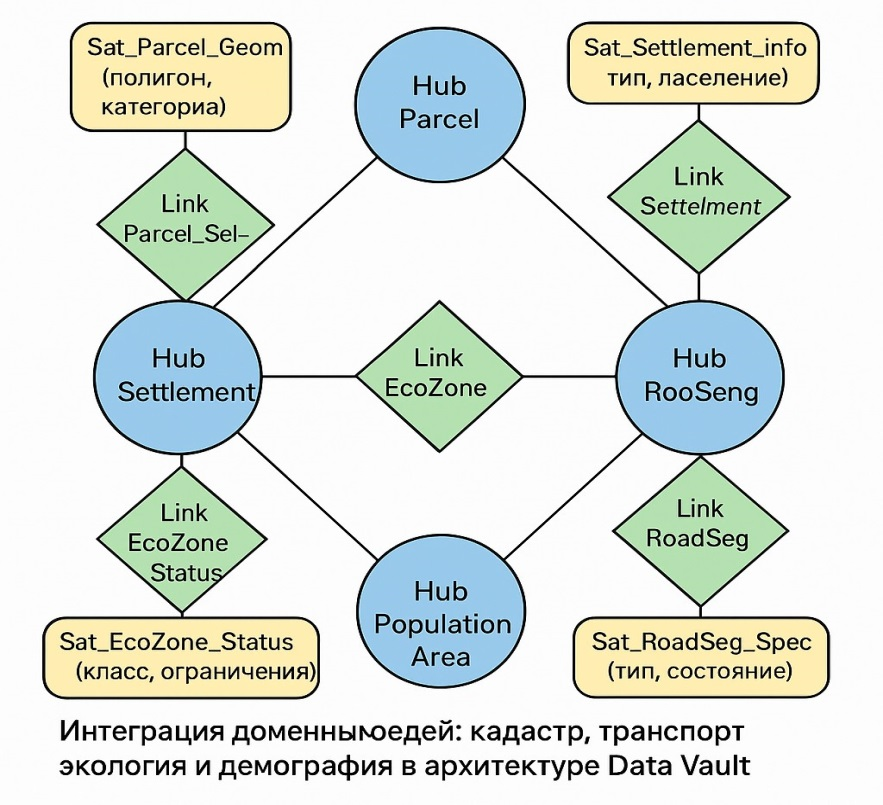 Sat_Parcel_Geom
(полигон,
категориа)
Hub
Parcel
Sat_Settlement_info
тип, ласеление)
Link
Parcel_Sel–
Link
Settelment
Hub
Settlement
Link
EcoZone
Hub
RooSeng
Link
EcoZone
Status
Hub
Population
Area
Link
RoadSeg
Sat_EcoZone_Status
(класс, ограничения)
Sat_RoadSeg_Spec
(тип, состояние)
Интеграция доменныюедей: кадастр, транспорт
экология и демография в архитектуре Data Vault